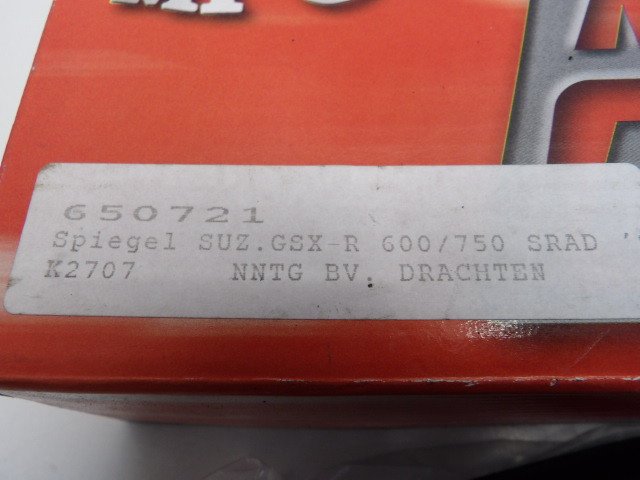 650721
Spiegel SUZ.GSX-R 600/750 SRAD '
K2707 NNTG BV. DRACHTEN